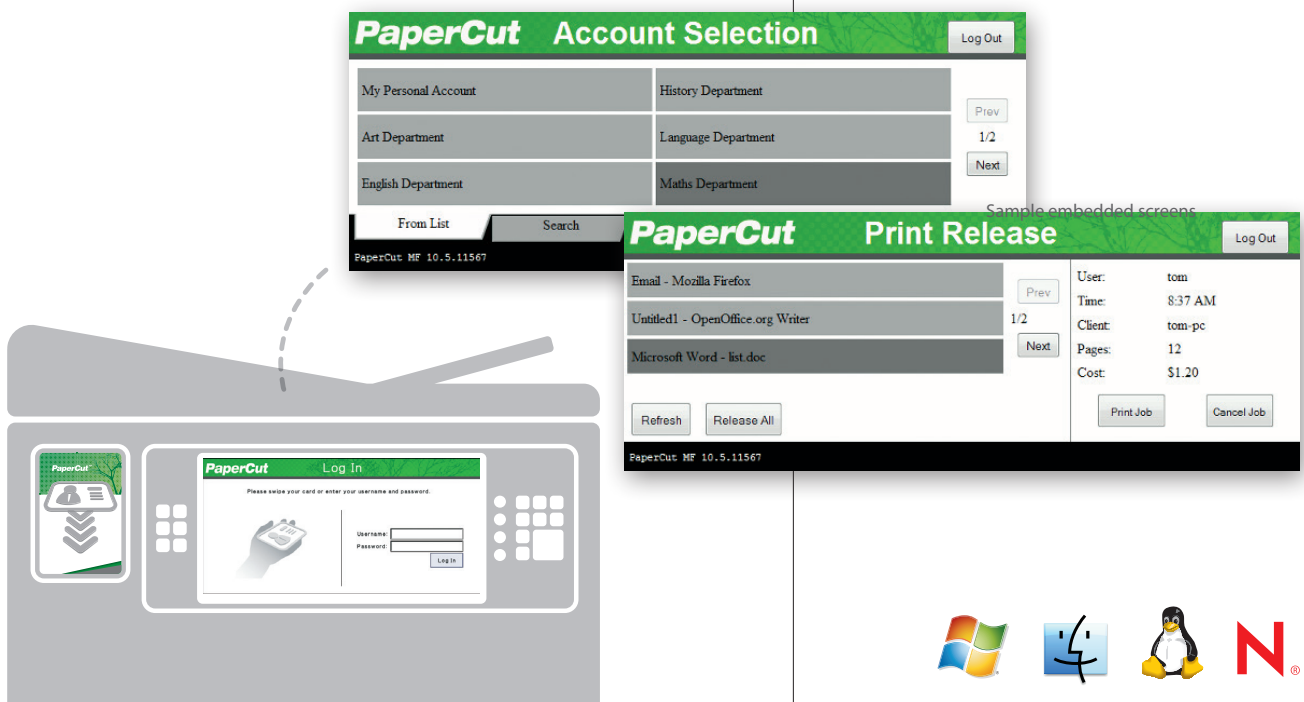 PaperCut Account Selection Log Out
My Personal Account History Department
Prev
Art Department Language Department
1/2
English Department Maths Department
Next
From List Search
PaperCut MF 10.5.11567
Sample embedded screens
PaperCut Print Release Log Out
Email - Mozilla Firefox
Untitled1 - OpenOffice.org Writer
Microsoft Word - list.doc
Prev
1/2
Next
User: tom
Time: 8:37 AM
Client: tom-pc
Pages: 12
Cost: $1.20
Refresh Release All
Print Job Cancel Job
PaperCut MF 10.5.11567
PaperCut
PaperCut Log In
Please swipe your card or enter your username and password.
Username:
Password:
Log In
N®